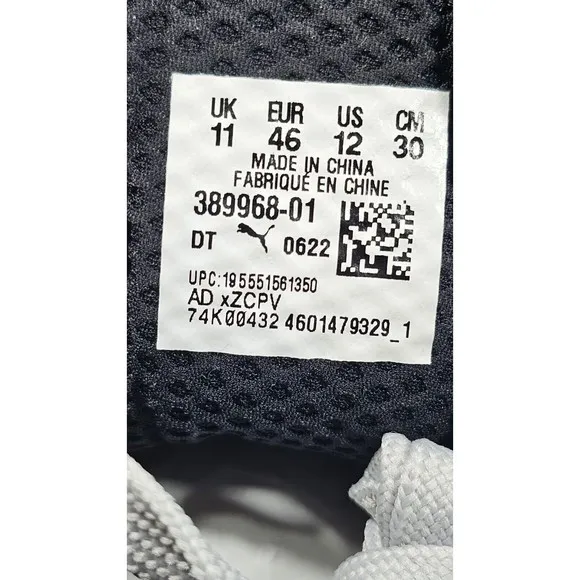 UK EUR US CM
11 46 12 30
MADE IN CHINA
FABRIQUÉ EN CHINE
389968-01
DT 0622
UPC:195551561350
AD xZCPV
74K00432 4601479329_1